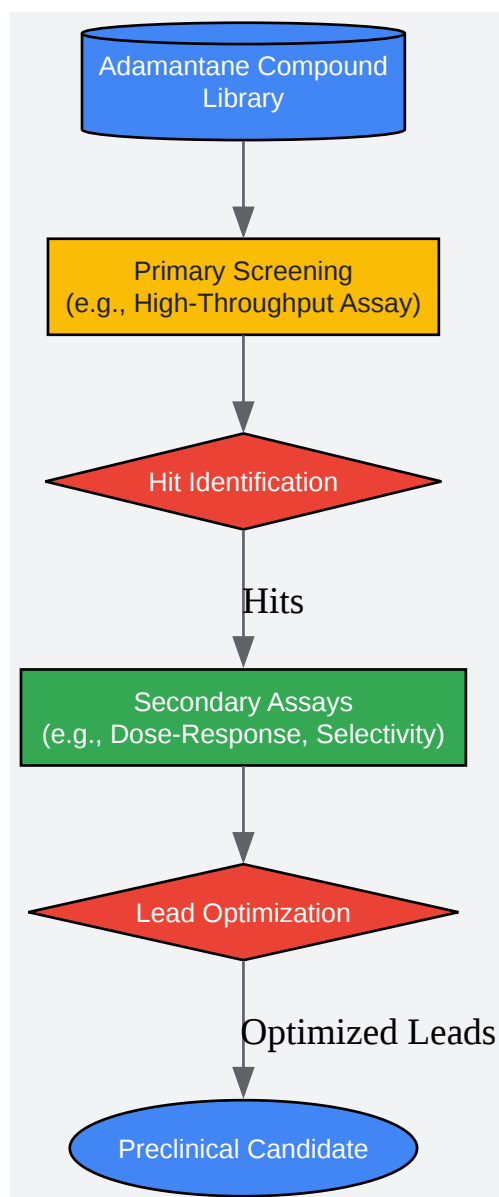 Adamantane Compound
Library
Primary Screening
(e.g., High-Throughput Assay)
Hit Identification
Hits
Secondary Assays
(e.g., Dose-Response, Selectivity)
Lead Optimization
Optimized Leads
Preclinical Candidate